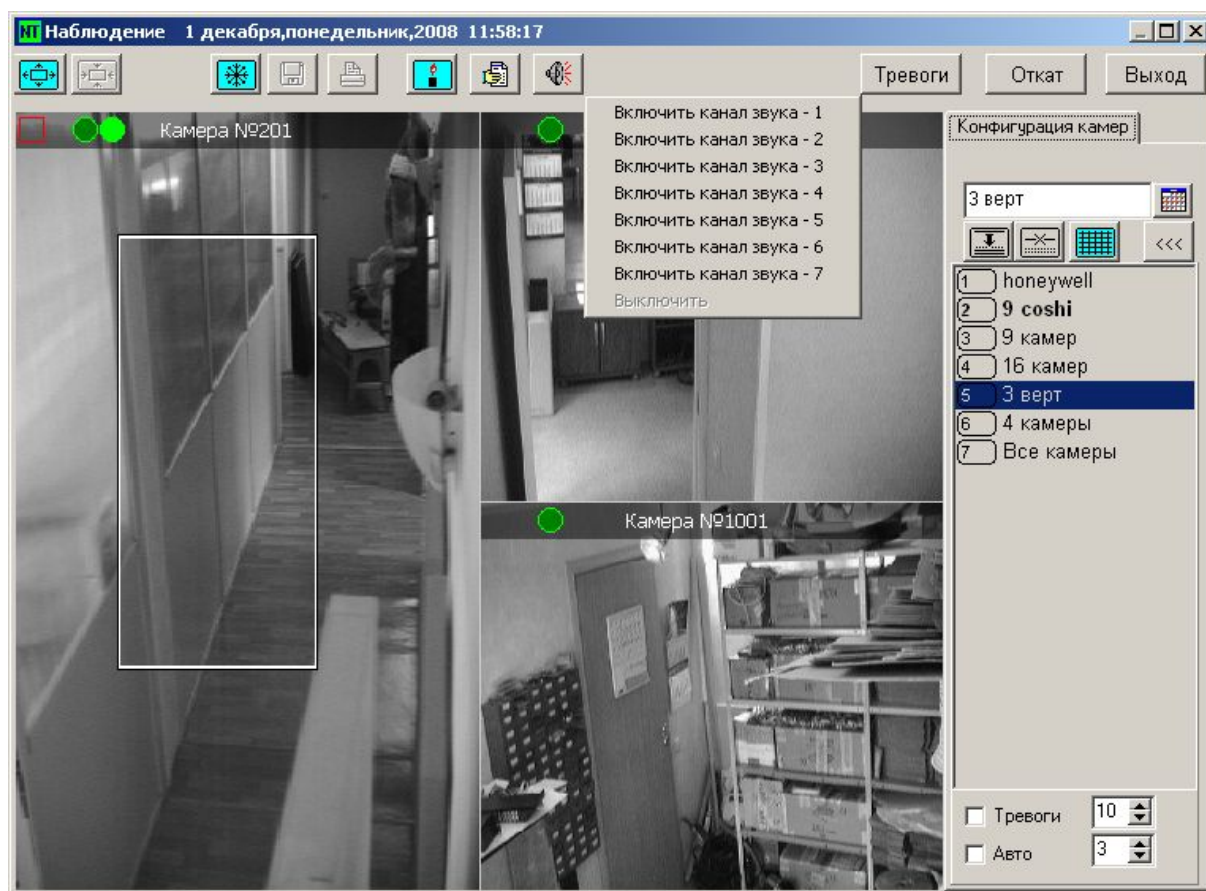 NT Наблюдение 1 декабря,понедельник,2008 11:58:17
Тревоги Откат Выход
Камера №201
Включить канал звука - 1
Включить канал звука - 2
Включить канал звука - 3
Включить канал звука - 4
Включить канал звука - 5
Включить канал звука - 6
Включить канал звука - 7
Выключить
Камера №1001
Конфигурация камер
3 верт
<<<
1 honeywell
2 9 coshi
3 9 камер
4 16 камер
5 3 верт
6 4 камеры
7 Все камеры
Тревоги 10
Авто 3